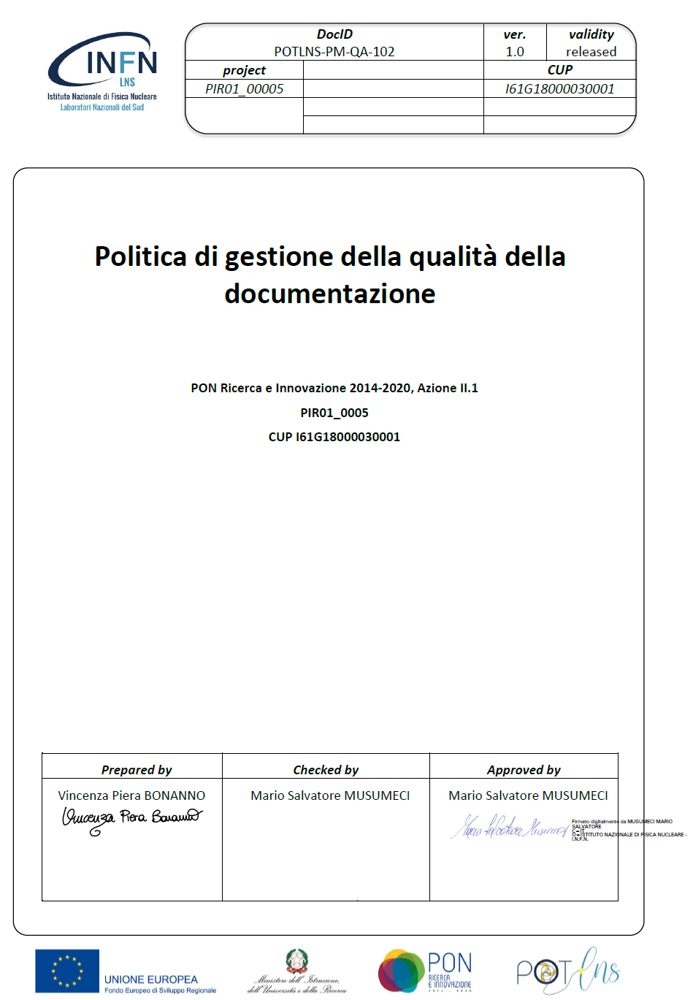 INFN
LNS
Istituto Nazionale di Fisica Nucleare
Laboratori Nazionali del Sud
DocID
POTLNS-PM-QA-102
ver.
1.0
validity
released
project
CUP
PIR01_00005
I61G18000030001
Politica di gestione della qualità della
documentazione
PON Ricerca e Innovazione 2014-2020, Azione II.1
PIR01_0005
CUP I61G18000030001
Prepared by
Checked by
Approved by
Vincenza Piera BONANNO
Mario Salvatore MUSUMECI
Mario Salvatore MUSUMECI
Vincenza Piera Bonanno
Mario Salvatore Musumeci
Firmato digitalmente da MUSUMECI MARIO
SALVATORE
C = IT
O = ISTITUTO NAZIONALE DI FISICA NUCLEARE -
I.N.F.N.
UNIONE EUROPEA
Fondo Europeo di Sviluppo Regionale
Ministero dell'Istruzione,
dell'Università e della Ricerca
PON
RICERCA
E INNOVAZIONE
2014 - 2020
POT lns